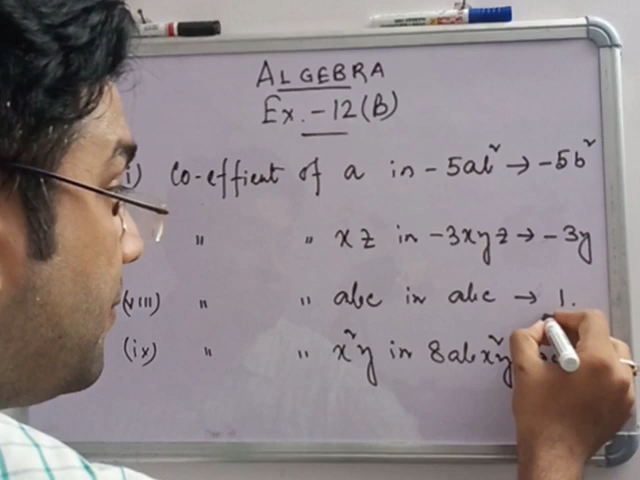 ALGEBRA
Ex.-12(B)
i) Co-effient of a in -5ab² → -5b²
" " xz in -3xyz → -3y
(viii) " " abc in abc → 1.
(ix) " " x²y in 8abx²y